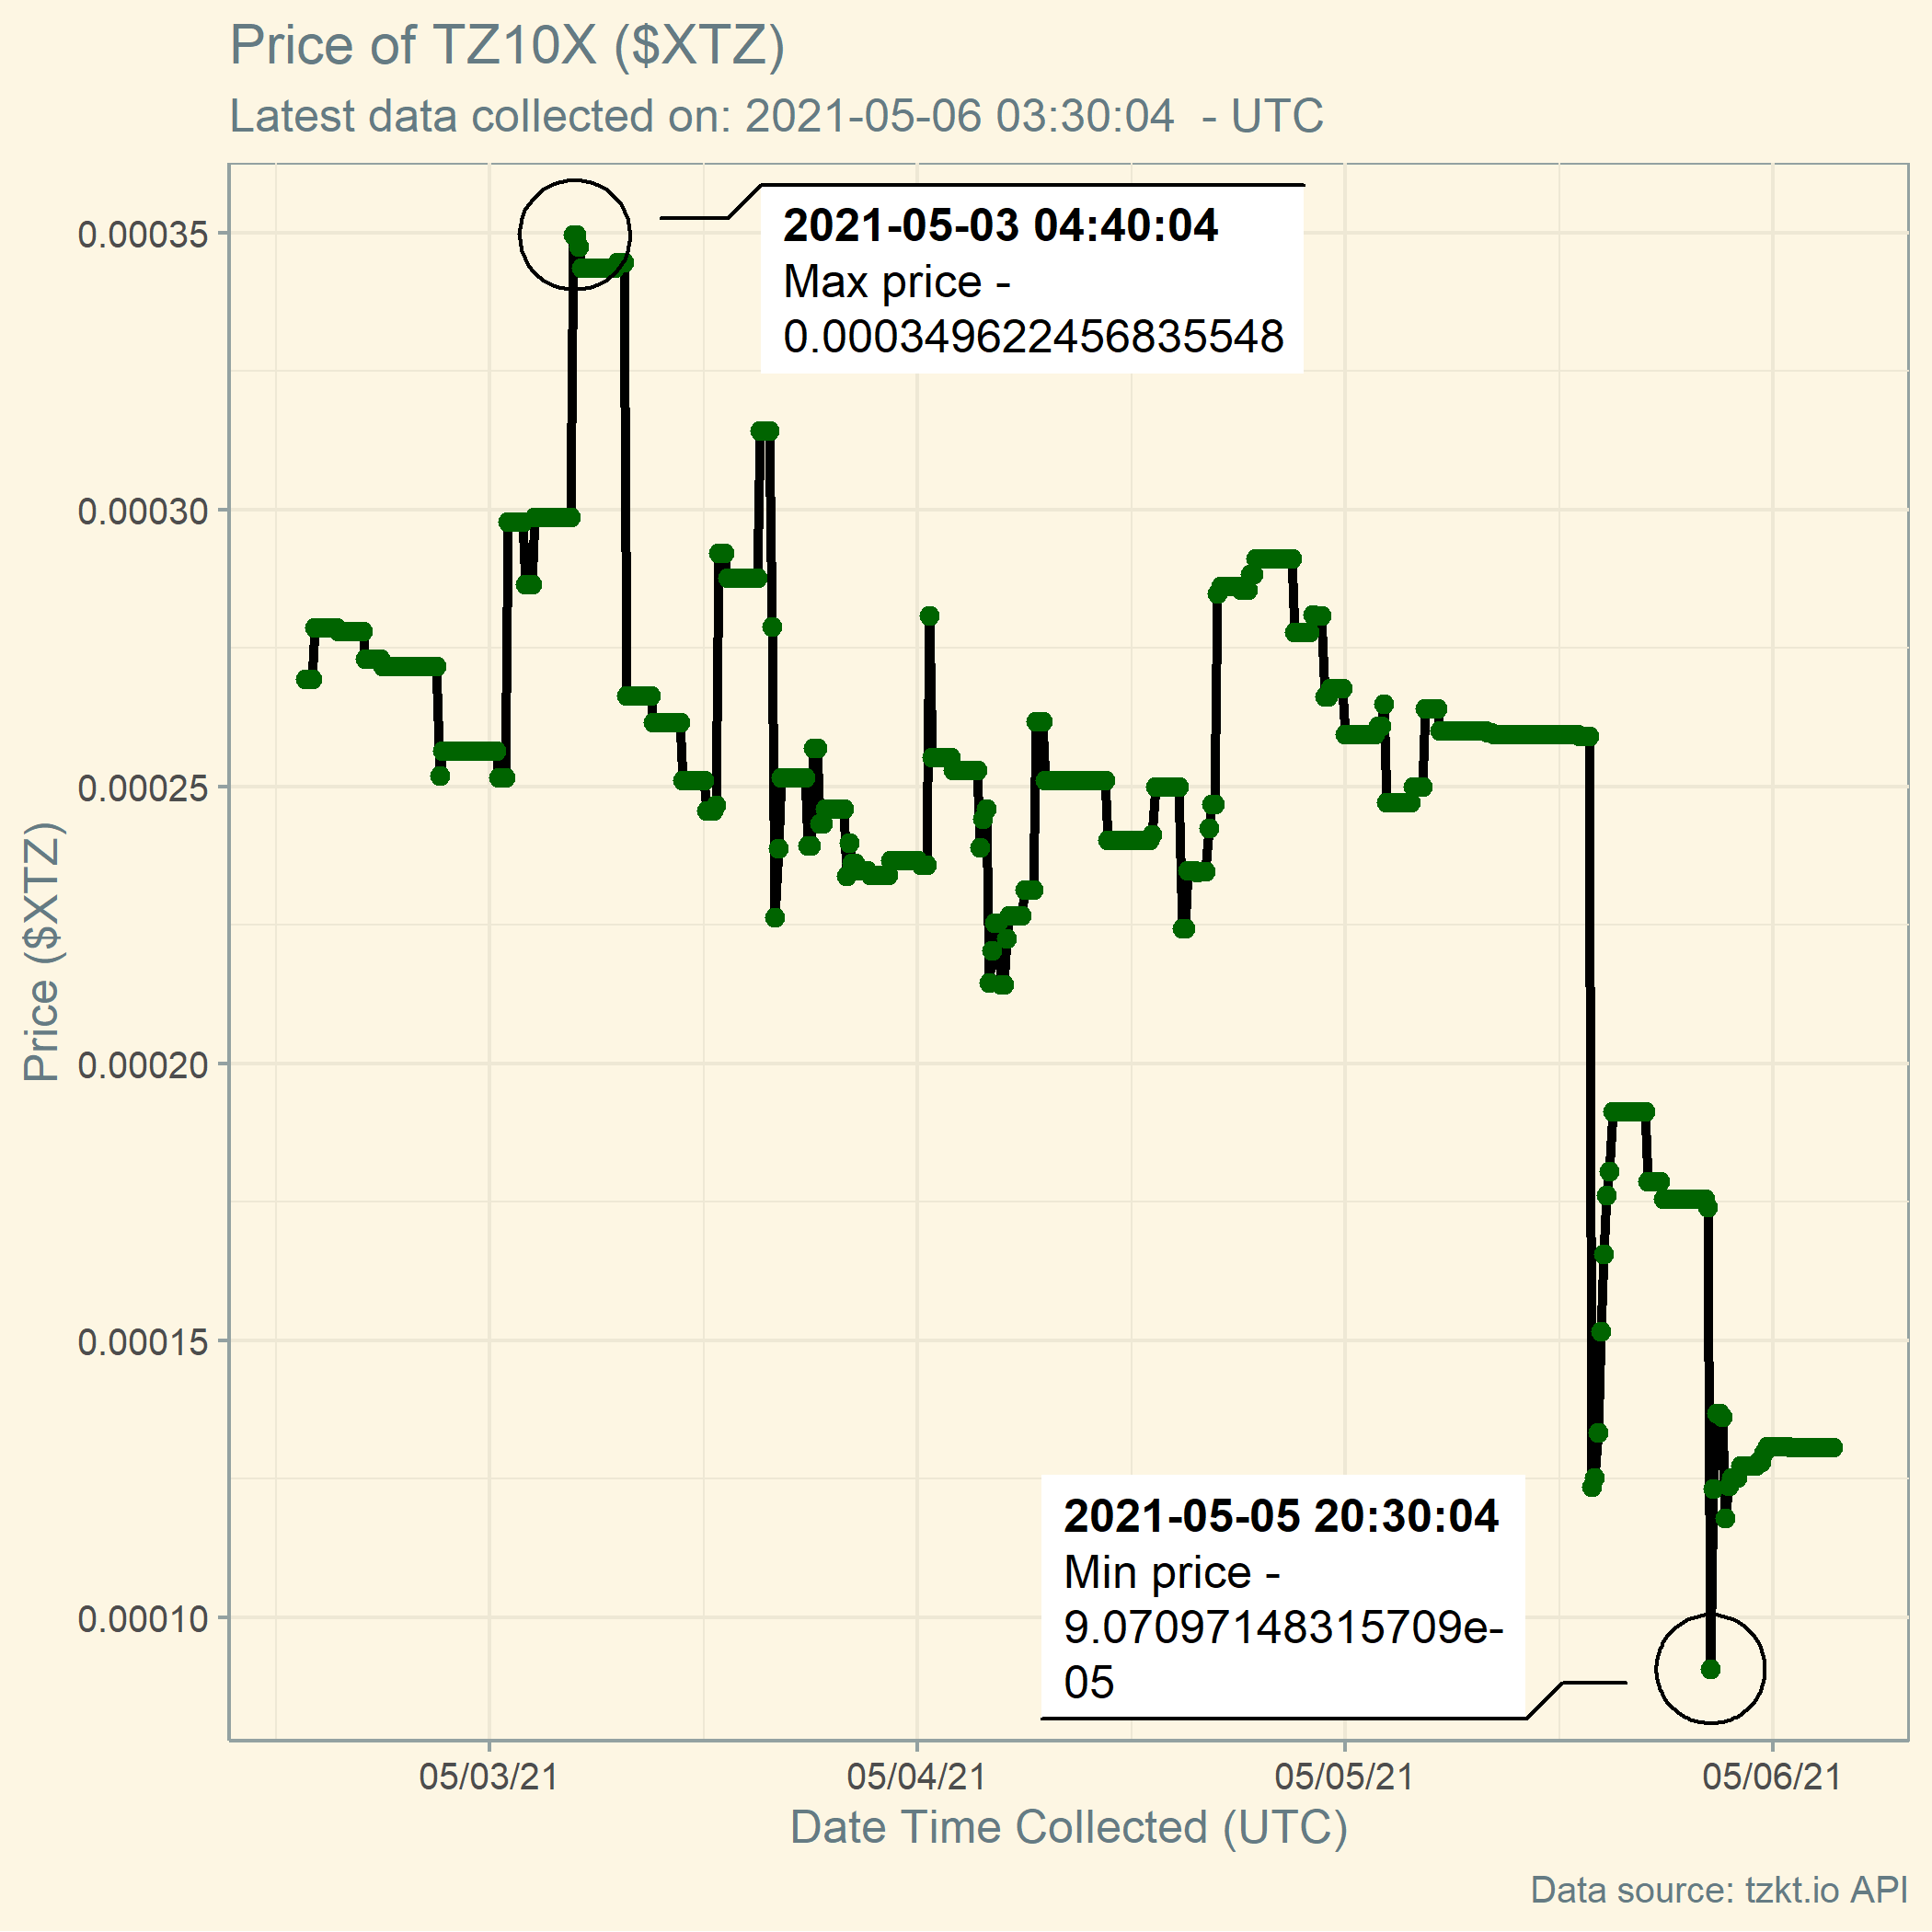 Price of TZ10X ($XTZ)
Latest data collected on: 2021-05-06 03:30:04  - UTC
2021-05-03 04:40:04
Max price -
0.000349622456835548
0.00035
0.00030
0.00025
0.00020
0.00015
0.00010
Price ($XTZ)
2021-05-05 20:30:04
Min price -
9.07097148315709e-
05
05/03/21
05/04/21
05/05/21
05/06/21
Date Time Collected (UTC)
Data source: tzkt.io API